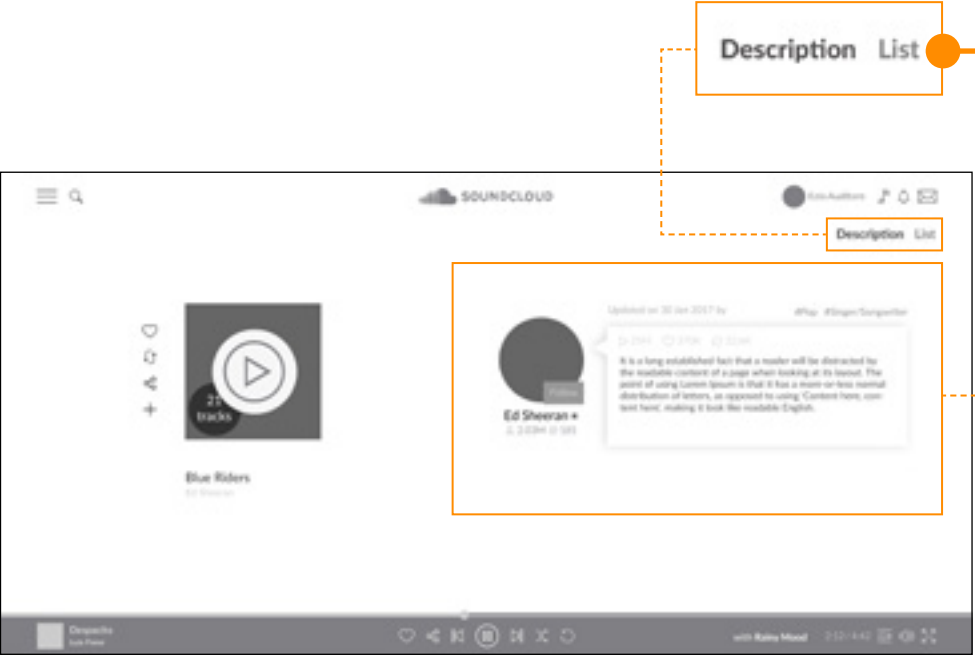 Description List
SOUNDCLOUD
Description List
Updated on 30 Jan 2017 by
#Pop #Singer/Songwriter
It is a long established fact that a reader will be distracted by
the readable content of a page when looking at its layout. The
point of using Lorem Ipsum is that it has a more-or-less normal
distribution of letters, as opposed to using 'Content here, con-
tent here', making it look like readable English.
Follow
Ed Sheeran +
21
tracks
Blue Riders
Ed Sheeran
with Rainy Mood